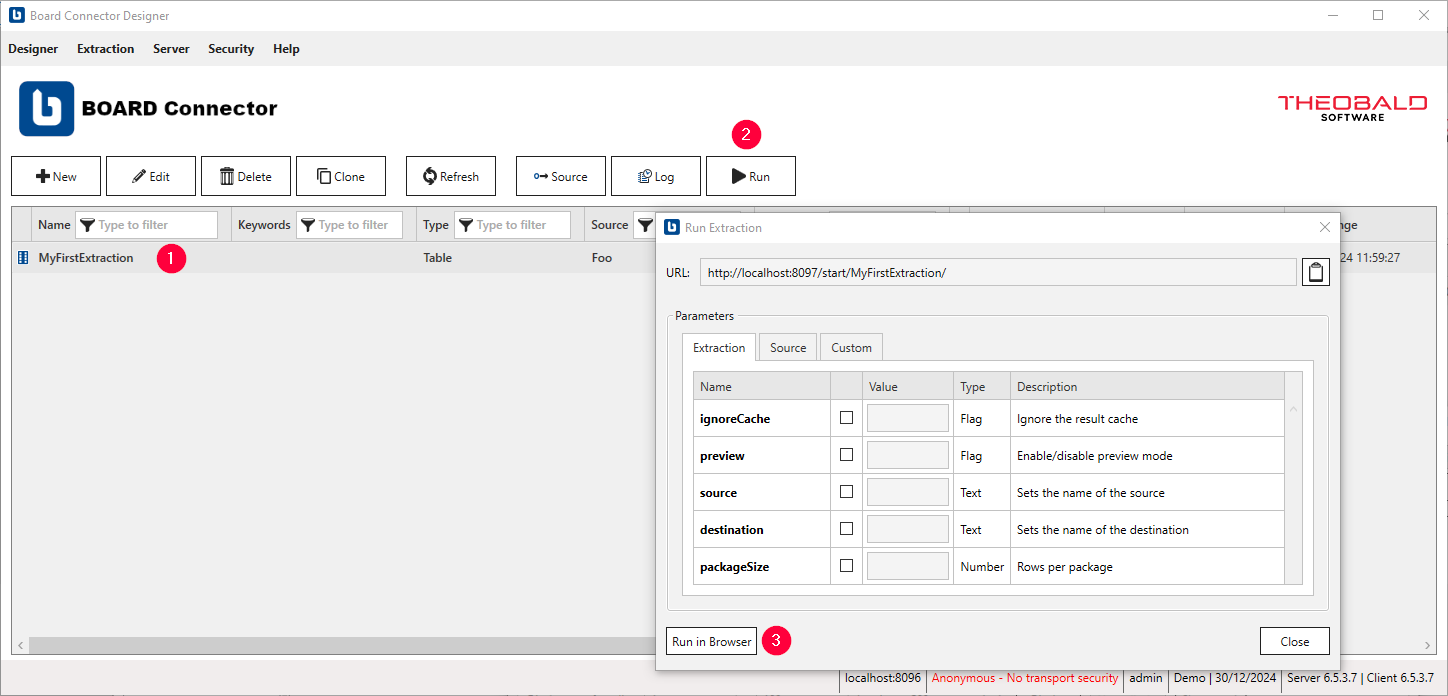 Board Connector Designer
Designer Extraction Server Security Help
BOARD Connector
THEOBALD
SOFTWARE
2
New Edit Delete Clone Refresh Source Log Run
Name Type to filter Keywords Type to filter Type Type to filter Source
nge
MyFirstExtraction 1 Table Foo
24 11:59:27
Run Extraction
URL: http://localhost:8097/start/MyFirstExtraction/
Parameters
Extraction Source Custom
Name Value Type Description
ignoreCache Flag Ignore the result cache
preview Flag Enable/disable preview mode
source Text Sets the name of the source
destination Text Sets the name of the destination
packageSize Number Rows per package
Run in Browser 3 Close
localhost:8096 Anonymous - No transport security admin Demo | 30/12/2024 Server 6.5.3.7 | Client 6.5.3.7